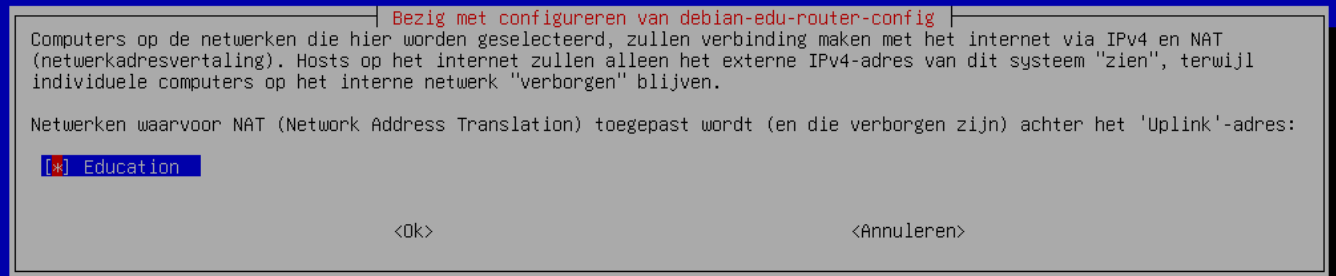 Bezig met configureren van debian-edu-router-config
Computers op de netwerken die hier worden geselecteerd, zullen verbinding maken met het internet via IPv4 en NAT
(netwerkadresvertaling). Hosts op het internet zullen alleen het externe IPv4-adres van dit systeem "zien", terwijl
individuele computers op het interne netwerk "verborgen" blijven.
Netwerken waarvoor NAT (Network Address Translation) toegepast wordt (en die verborgen zijn) achter het 'Uplink'-adres:
[*] Education
<Ok> <Annuleren>